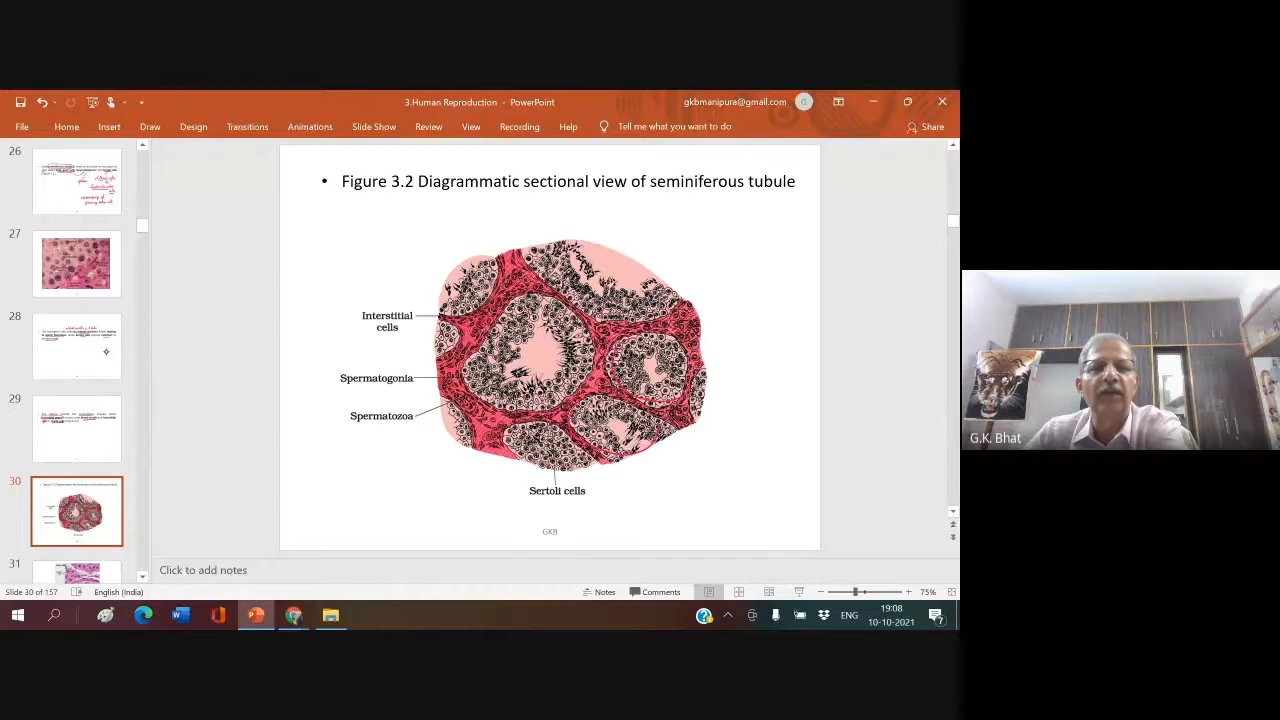 3.Human Reproduction - PowerPoint
gkbmanipura@gmail.com
G
File Home Insert Draw Design Transitions Animations Slide Show Review View Recording Help Tell me what you want to do Share
26
27
28
29
30
31
• Figure 3.2 Diagrammatic sectional view of seminiferous tubule
Interstitial
cells
Spermatogonia
Spermatozoa
Sertoli cells
GKB
G.K. Bhat
Click to add notes
Slide 30 of 157 English (India) Notes Comments 75%
ENG
19:08
10-10-2021
7